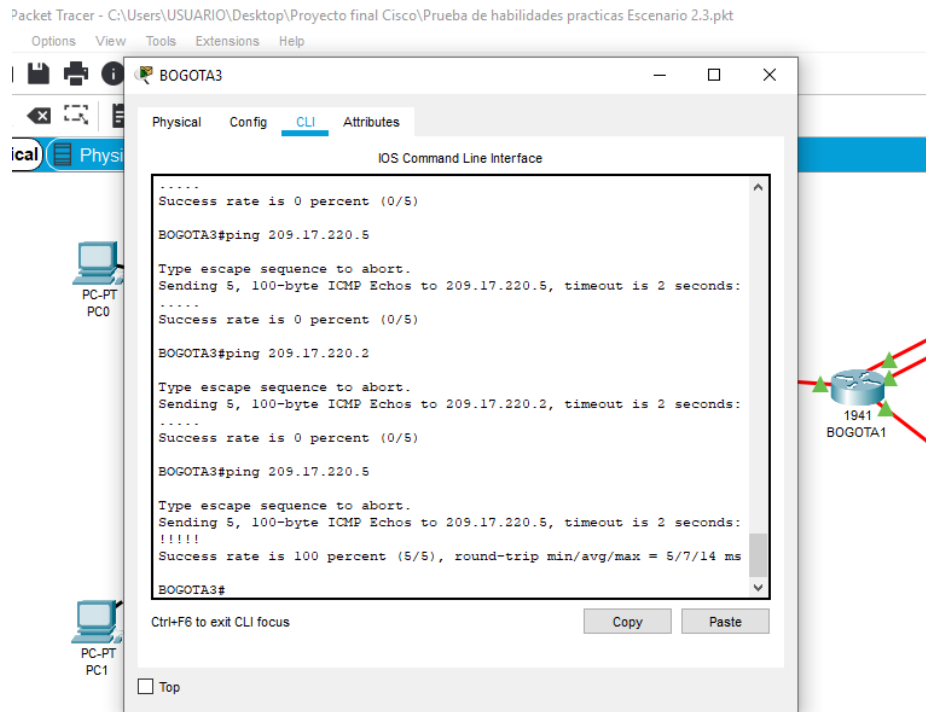 Packet Tracer - C:\Users\USUARIO\Desktop\Proyecto final Cisco\Prueba de habilidades practicas Escenario 2.3.pkt
Options View Tools Extensions Help
BOGOTA3
Physical Config CLI Attributes
ical) Physi
IOS Command Line Interface
.....
Success rate is 0 percent (0/5)
BOGOTA3#ping 209.17.220.5
Type escape sequence to abort.
Sending 5, 100-byte ICMP Echos to 209.17.220.5, timeout is 2 seconds:
.....
Success rate is 0 percent (0/5)
BOGOTA3#ping 209.17.220.2
Type escape sequence to abort.
Sending 5, 100-byte ICMP Echos to 209.17.220.2, timeout is 2 seconds:
.....
Success rate is 0 percent (0/5)
BOGOTA3#ping 209.17.220.5
Type escape sequence to abort.
Sending 5, 100-byte ICMP Echos to 209.17.220.5, timeout is 2 seconds:
!!!!!
Success rate is 100 percent (5/5), round-trip min/avg/max = 5/7/14 ms
BOGOTA3#
Ctrl+F6 to exit CLI focus
Copy Paste
Top
PC-PT
PC0
PC-PT
PC1
1941
BOGOTA1